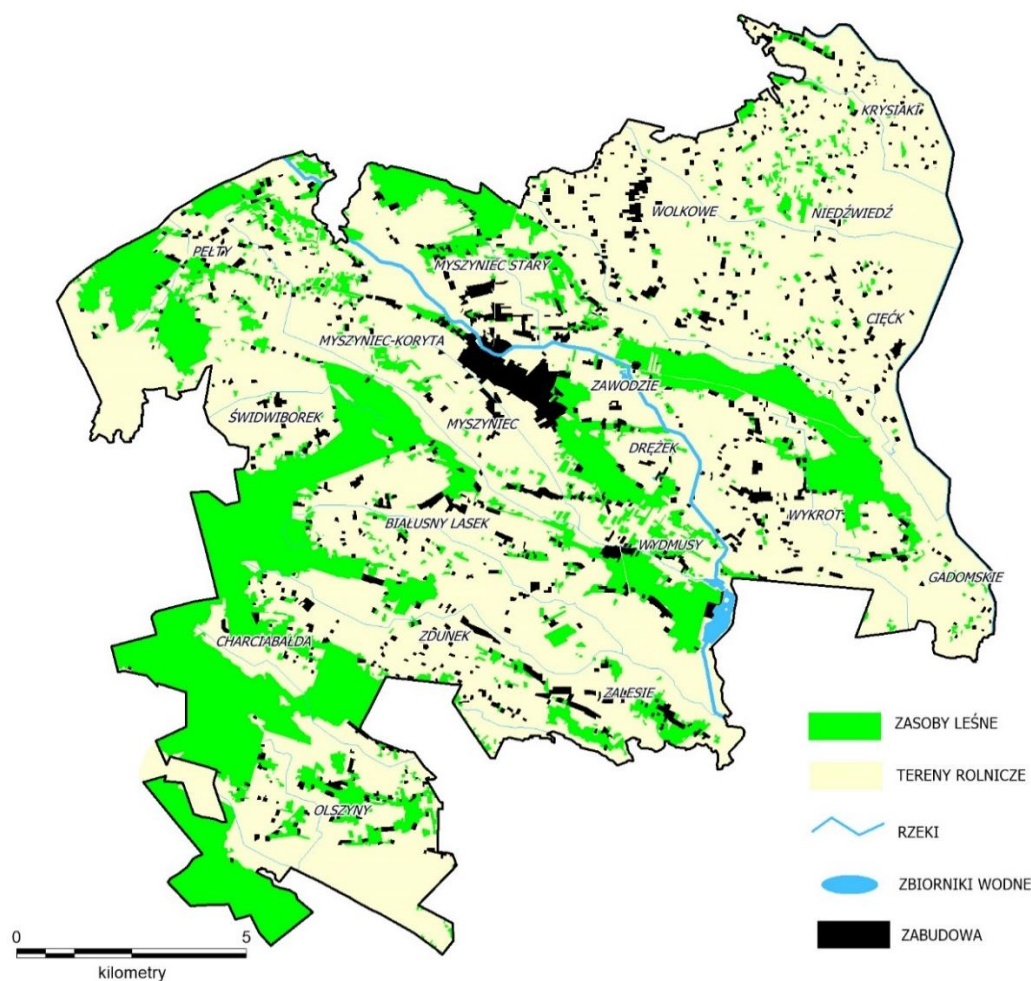 KRYSIAKI
WOLKOWE
NIEDŹWIEDŹ
PEŁTY
MYSZYNIEC STARY
CIĘĆK
MYSZYNIEC-KORYTA
ZAWODZIE
ŚWIDWIBOREK
MYSZYNIEC
DRĘŻEK
WYKROT
BIAŁUSNY LASEK
WYDMUSY
GADOMSKIE
CHARCIABAŁDA
ZDUNEK
ZALESIE
OLSZYNY
ZASOBY LEŚNE
TERENY ROLNICZE
RZEKI
ZBIORNIKI WODNE
ZABUDOWA
0 5
kilometry